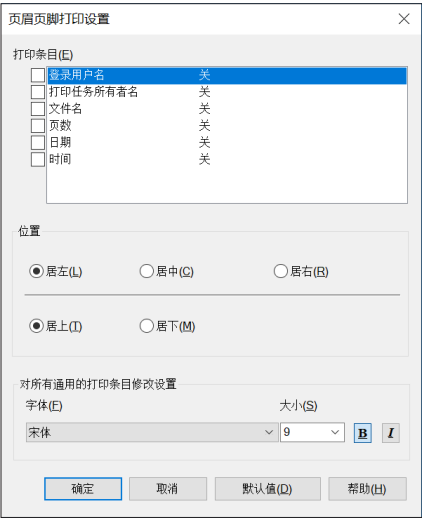 页眉页脚打印设置
打印条目(E)
登录用户名 关
打印任务所有者名 关
文件名 关
页数 关
日期 关
时间 关
位置
居左(L) 居中(C) 居右(R)
居上(T) 居下(M)
对所有通用的打印条目修改设置
字体(F) 大小(S)
宋体 9 B I
确定 取消 默认值(D) 帮助(H)